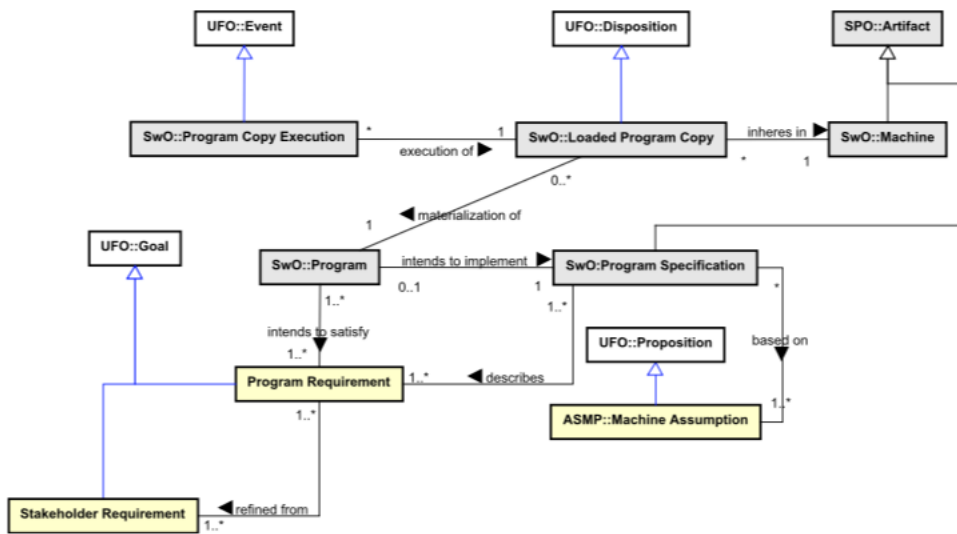 UFO::Event
UFO::Disposition
SPO::Artifact
SwO::Program Copy Execution
*
1
execution of
SwO::Loaded Program Copy
inheres in
*
1
SwO::Machine
0..*
materialization of
1
UFO::Goal
SwO::Program
intends to implement
0..1
1
SwO:Program Specification
1..*
1..*
*
intends to satisfy
UFO::Proposition
based on
1..*
Program Requirement
1..*
describes
1..*
ASMP::Machine Assumption
1..*
Stakeholder Requirement
refined from
1..*